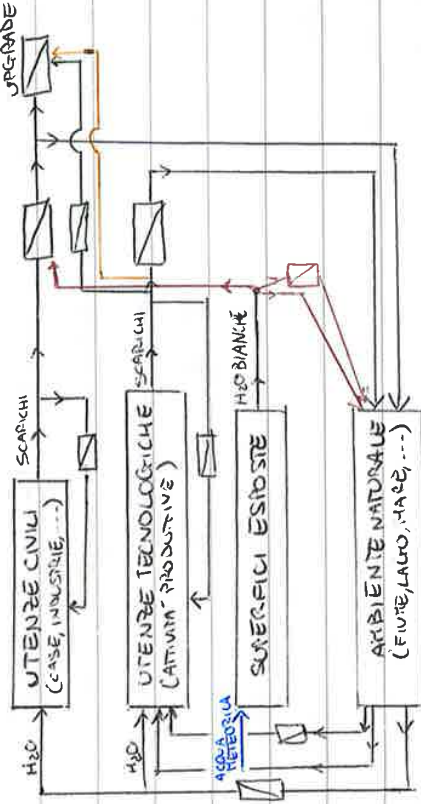 UPGRADE
SCARICHI
UTENZE CIVILI
(CASE, INDUSTRIE, ...)
H2O
SCARICHI
UTENZE TECNOLOGICHE
(ATTIVITA' PRODUTTIVE)
H2O
H2O BIANCHE
SUPERFICI ESPOSTE
ACQUA
METEORICA
AMBIENTE NATURALE
(FIUME, LAGO, MARE, ...)